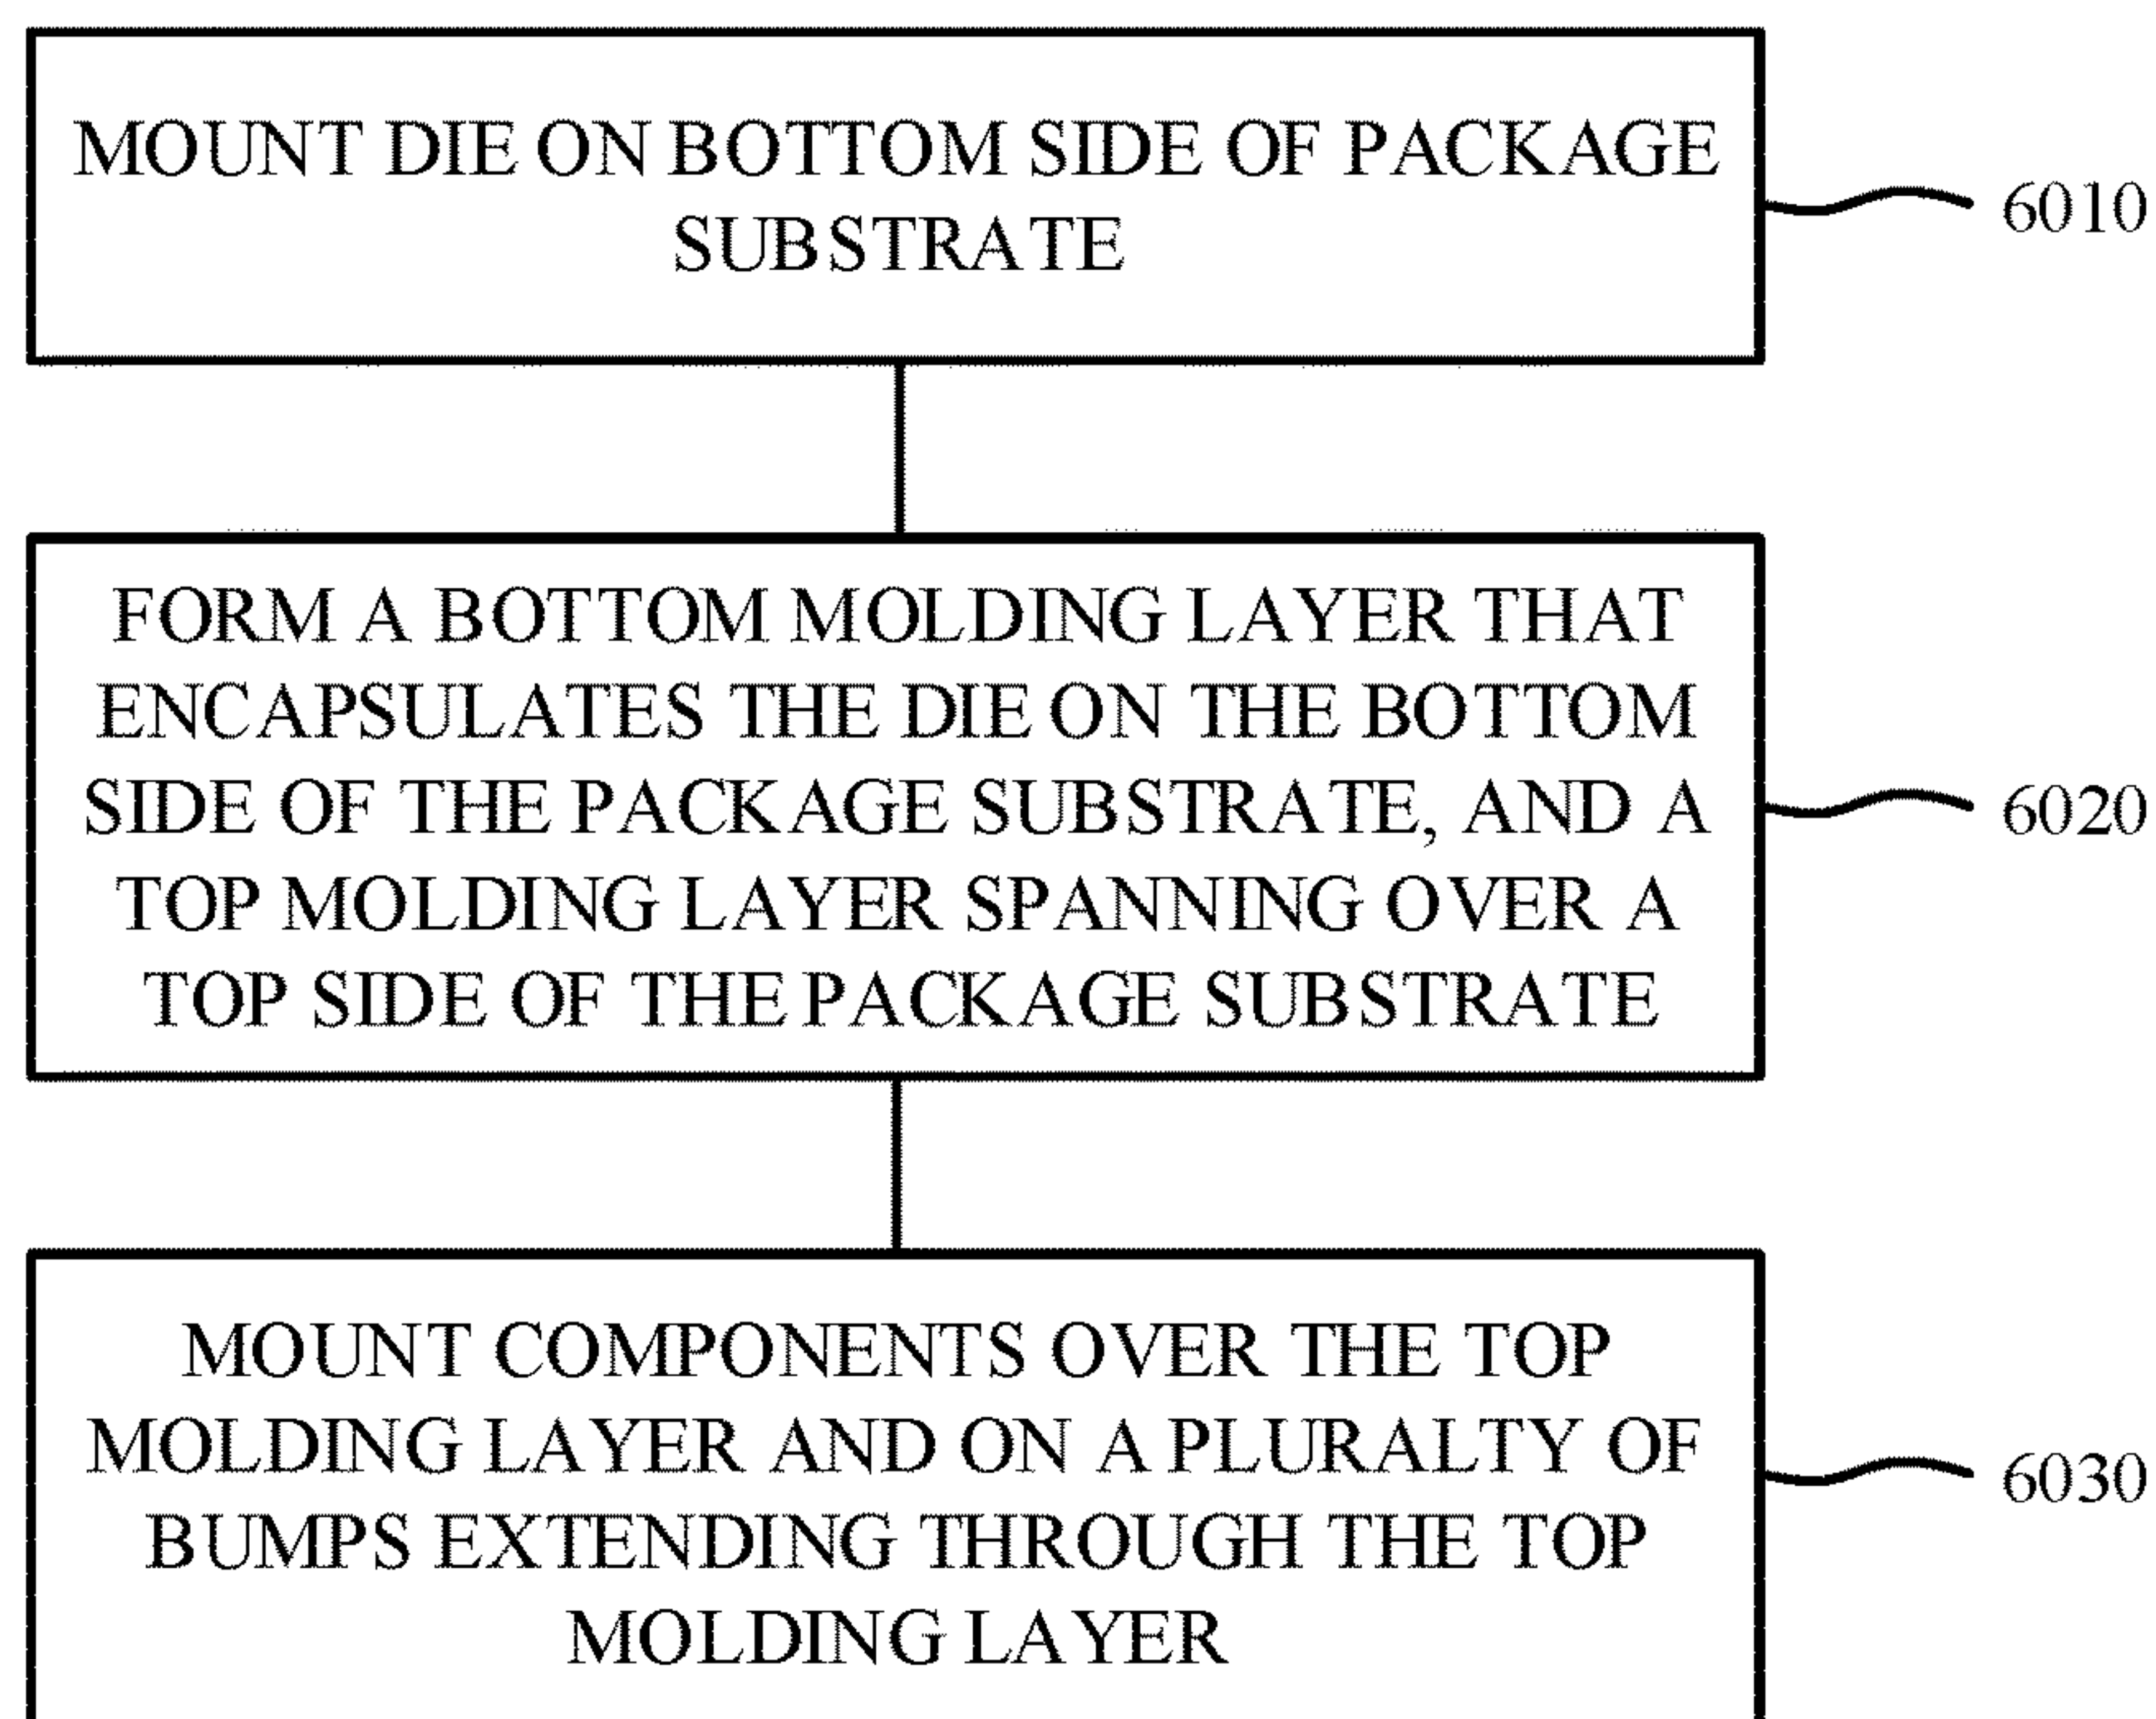 MOUNT DIE ON BOTTOM SIDE OF PACKAGE
SUBSTRATE
6010
FORM A BOTTOM MOLDING LAYER THAT
ENCAPSULATES THE DIE ON THE BOTTOM
SIDE OF THE PACKAGE SUBSTRATE, AND A
TOP MOLDING LAYER SPANNING OVER A
TOP SIDE OF THE PACKAGE SUBSTRATE
6020
MOUNT COMPONENTS OVER THE TOP
MOLDING LAYER AND ON A PLURALTY OF
BUMPS EXTENDING THROUGH THE TOP
MOLDING LAYER
6030